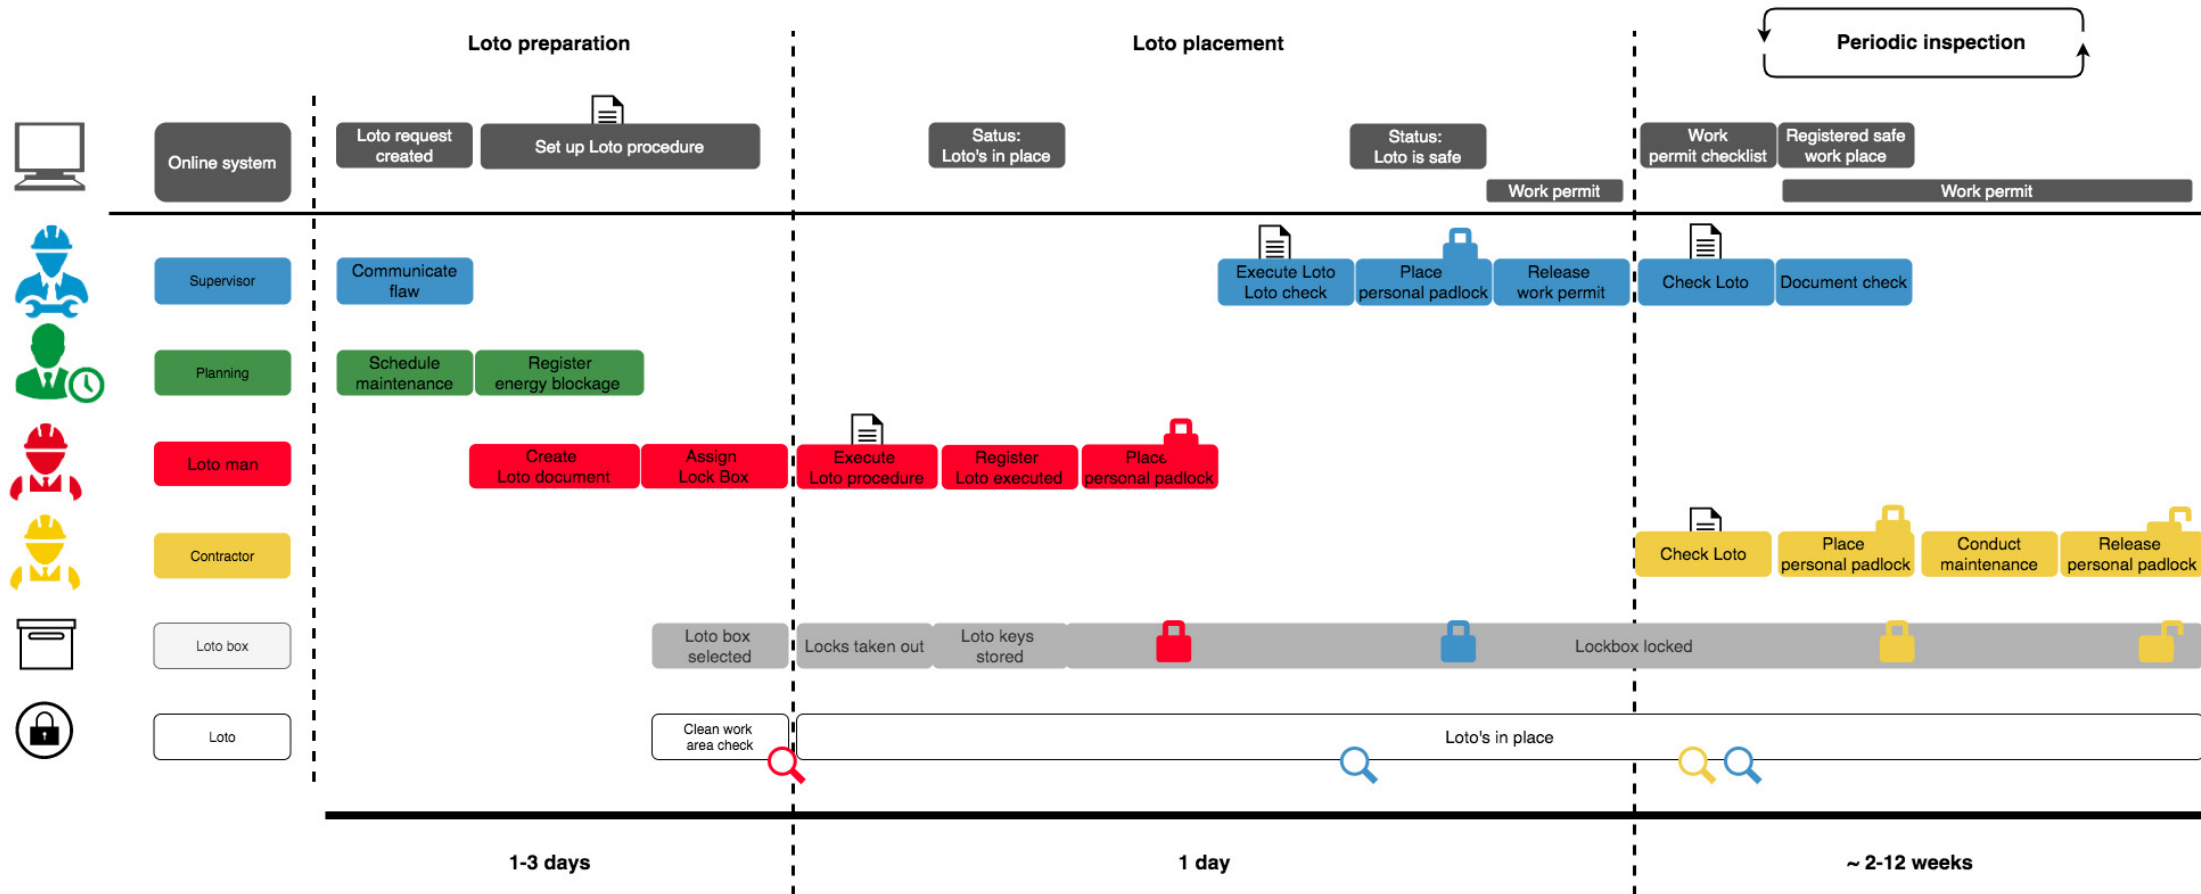 Loto preparation
Loto placement
Periodic inspection
Online system
Loto request
created
Set up Loto procedure
Satus:
Loto's in place
Status:
Loto is safe
Work permit
Work
permit checklist
Registered safe
work place
Work permit
Supervisor
Communicate
flaw
Execute Loto
Loto check
Place
personal padlock
Release
work permit
Check Loto
Document check
Planning
Schedule
maintenance
Register
energy blockage
Loto man
Create
Loto document
Assign
Lock Box
Execute
Loto procedure
Register
Loto executed
Place
personal padlock
Contractor
Check Loto
Place
personal padlock
Conduct
maintenance
Release
personal padlock
Loto box
Loto box
selected
Locks taken out
Loto keys
stored
Lockbox locked
Loto
Clean work
area check
Loto's in place
1-3 days
1 day
~ 2-12 weeks